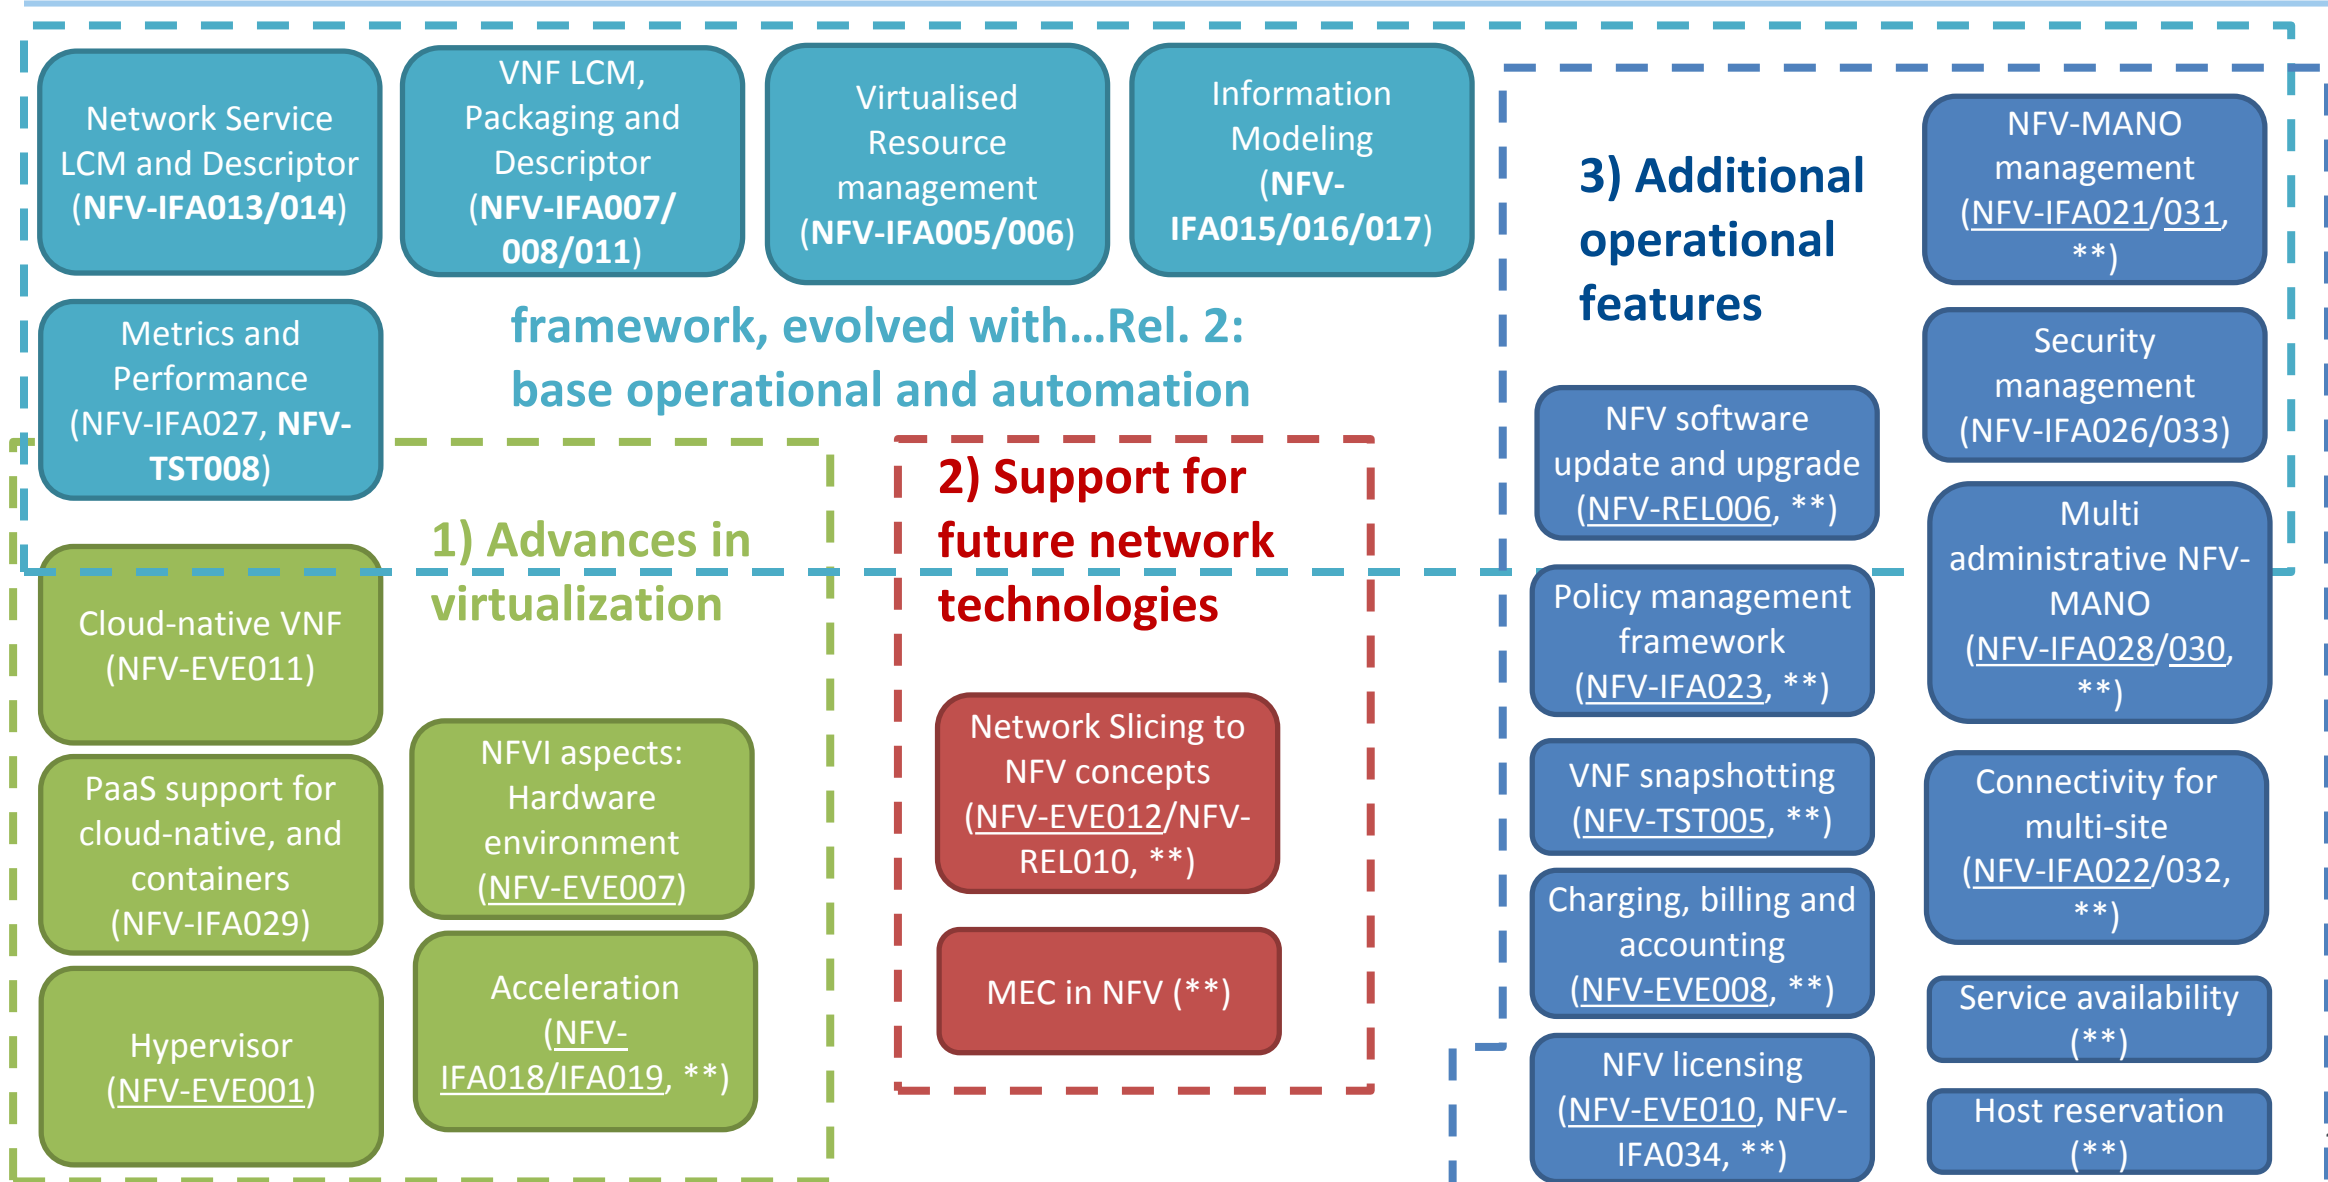 Network Service
LCM and Descriptor
(NFV-IFA013/014)
VNF LCM,
Packaging and
Descriptor
(NFV-IFA007/
008/011)
Virtualised
Resource
management
(NFV-IFA005/006)
Information
Modeling
(NFV-
IFA015/016/017)
Metrics and
Performance
(NFV-IFA027, NFV-
TST008)
framework, evolved with...Rel. 2:
base operational and automation
1) Advances in
virtualization
Cloud-native VNF
(NFV-EVE011)
PaaS support for
cloud-native, and
containers
(NFV-IFA029)
Hypervisor
(NFV-EVE001)
NFVI aspects:
Hardware
environment
(NFV-EVE007)
Acceleration
(NFV-
IFA018/IFA019, **)
2) Support for
future network
technologies
Network Slicing to
NFV concepts
(NFV-EVE012/NFV-
REL010, **)
MEC in NFV (**)
3) Additional
operational
features
NFV software
update and upgrade
(NFV-REL006, **)
Policy management
framework
(NFV-IFA023, **)
VNF snapshotting
(NFV-TST005, **)
Charging, billing and
accounting
(NFV-EVE008, **)
NFV licensing
(NFV-EVE010, NFV-
IFA034, **)
NFV-MANO
management
(NFV-IFA021/031,
**)
Security
management
(NFV-IFA026/033)
Multi
administrative NFV-
MANO
(NFV-IFA028/030,
**)
Connectivity for
multi-site
(NFV-IFA022/032,
**)
Service availability
(**)
Host reservation
(**)